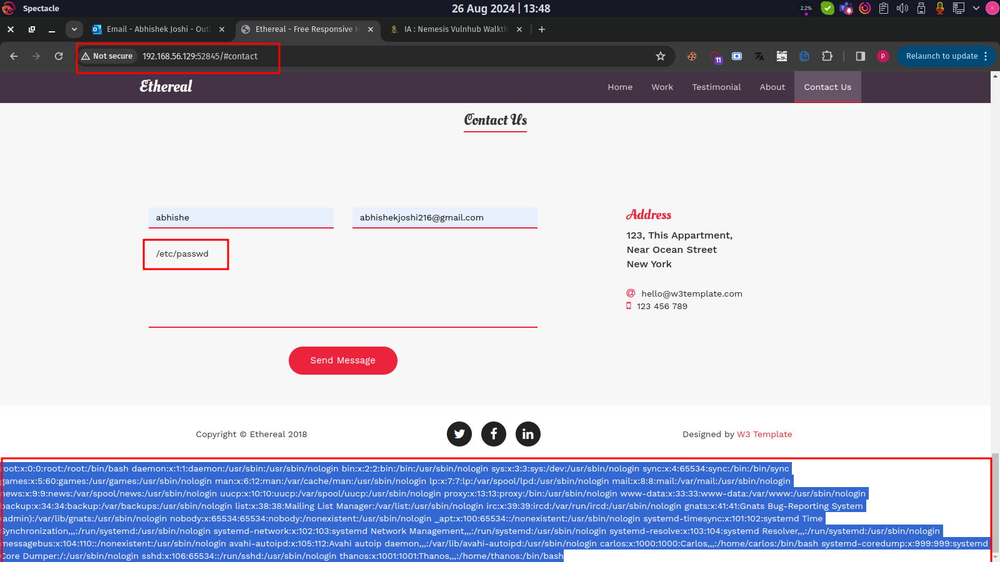 Spectacle
26 Aug 2024 | 13:48
2.2%
Email - Abhishek Joshi - Outl
Ethereal - Free Responsive H
IA : Nemesis Vulnhub Walkth
Not secure
192.168.56.129:52845/#contact
11
P
Relaunch to update
Ethereal
Home
Work
Testimonial
About
Contact Us
Contact Us
abhishe
abhishekjoshi216@gmail.com
/etc/passwd
Address
123, This Appartment,
Near Ocean Street
New York
hello@w3template.com
123 456 789
Send Message
Copyright © Ethereal 2018
Designed by W3 Template
root:x:0:0:root:/root:/bin/bash daemon:x:1:1:daemon:/usr/sbin:/usr/sbin/nologin bin:x:2:2:bin:/bin:/usr/sbin/nologin sys:x:3:3:sys:/dev:/usr/sbin/nologin sync:x:4:65534:sync:/bin:/bin/sync
games:x:5:60:games:/usr/games:/usr/sbin/nologin man:x:6:12:man:/var/cache/man:/usr/sbin/nologin lp:x:7:7:lp:/var/spool/lpd:/usr/sbin/nologin mail:x:8:8:mail:/var/mail:/usr/sbin/nologin
news:x:9:9:news:/var/spool/news:/usr/sbin/nologin uucp:x:10:10:uucp:/var/spool/uucp:/usr/sbin/nologin proxy:x:13:13:proxy:/bin:/usr/sbin/nologin www-data:x:33:33:www-data:/var/www:/usr/sbin/nologin
backup:x:34:34:backup:/var/backups:/usr/sbin/nologin list:x:38:38:Mailing List Manager:/var/list:/usr/sbin/nologin irc:x:39:39:ircd:/var/run/ircd:/usr/sbin/nologin gnats:x:41:41:Gnats Bug-Reporting System
(admin):/var/lib/gnats:/usr/sbin/nologin nobody:x:65534:65534:nobody:/nonexistent:/usr/sbin/nologin _apt:x:100:65534::/nonexistent:/usr/sbin/nologin systemd-timesync:x:101:102:systemd Time
Synchronization,,,:/run/systemd:/usr/sbin/nologin systemd-network:x:102:103:systemd Network Management,,,:/run/systemd:/usr/sbin/nologin systemd-resolve:x:103:104:systemd Resolver,,,:/run/systemd:/usr/sbin/nologin
messagebus:x:104:110::/nonexistent:/usr/sbin/nologin avahi-autoipd:x:105:112:Avahi autoip daemon,,,:/var/lib/avahi-autoipd:/usr/sbin/nologin carlos:x:1000:1000:Carlos,,,:/home/carlos:/bin/bash systemd-coredump:x:999:999:systemd
Core Dumper:/:/usr/sbin/nologin sshd:x:106:65534::/run/sshd:/usr/sbin/nologin thanos:x:1001:1001:Thanos,,,:/home/thanos:/bin/bash